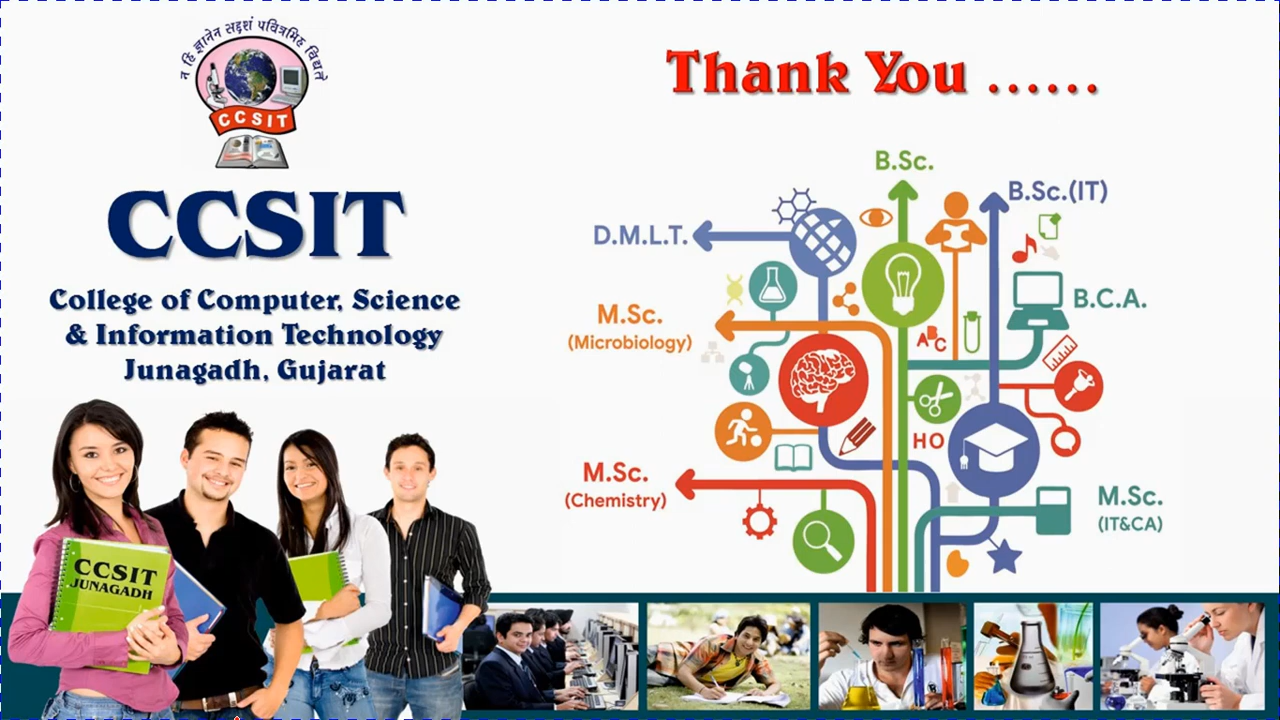 न हि ज्ञानेन सदृशं पवित्रमिह विद्यते
CCSIT
CCSIT
College of Computer, Science
& Information Technology
Junagadh, Gujarat
CCSIT
JUNAGADH
Thank You ......
B.Sc.
B.Sc.(IT)
D.M.L.T.
B.C.A.
M.Sc.
(Microbiology)
ABC
HO
M.Sc.
(Chemistry)
M.Sc.
(IT&CA)